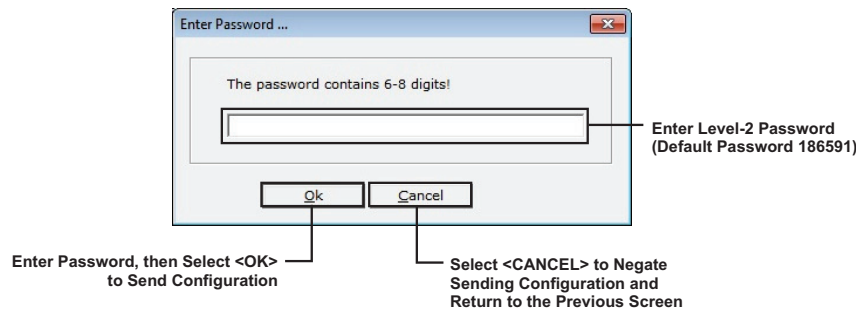 Enter Password ...
The password contains 6-8 digits!
Enter Level-2 Password
(Default Password 186591)
Ok
Cancel
Enter Password, then Select <OK>
to Send Configuration
Select <CANCEL> to Negate
Sending Configuration and
Return to the Previous Screen